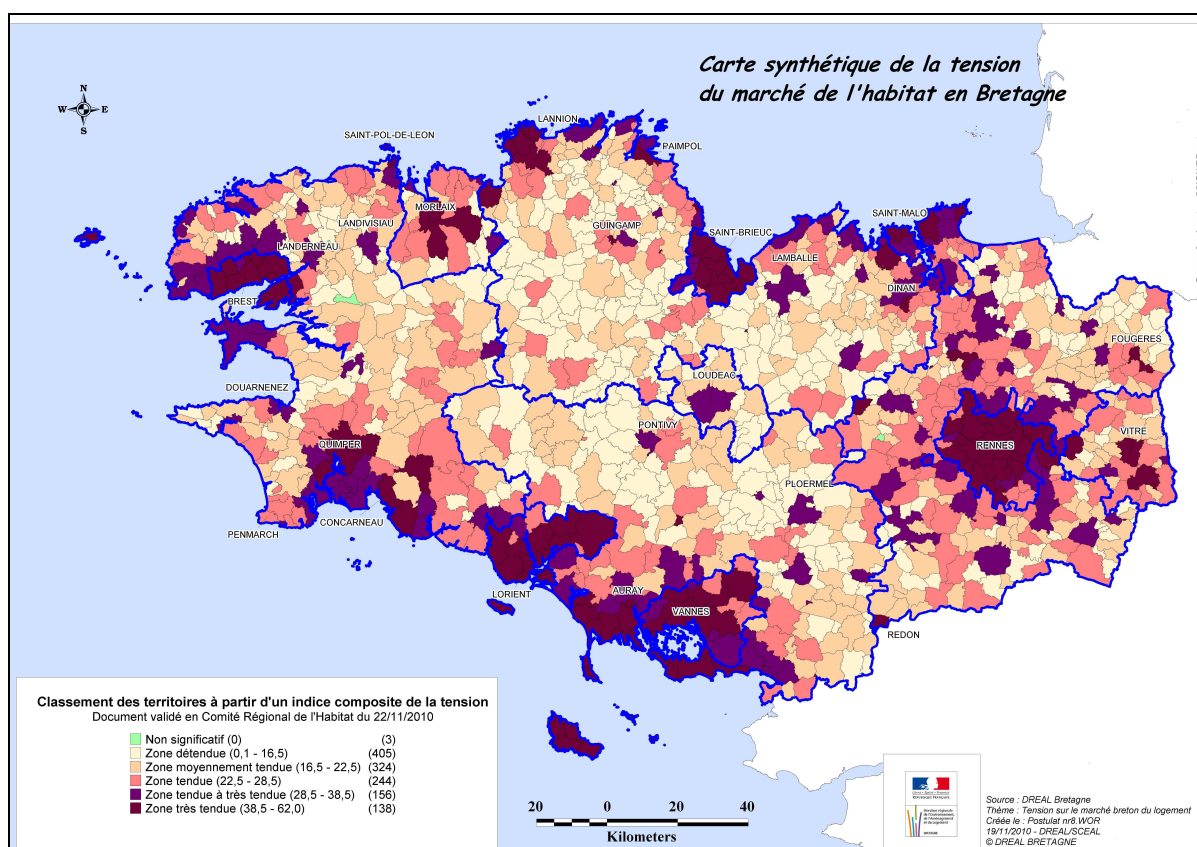 Carte synthétique de la tension
du marché de l'habitat en Bretagne
N
W E
S
LANNION
SAINT-POL-DE-LEON
PAIMPOL
MORLAIX
LANDIVISIAU
GUINGAMP
SAINT-MALO
SAINT-BRIEUC
LANDERNEAU
LAMBALLE
DINAN
BREST
FOUGERES
LOUDEAC
DOUARNENEZ
PONTIVY
VITRE
QUIMPER
RENNES
PLOERMEL
CONCARNEAU
PENMARCH
LORIENT
AURAY
VANNES
REDON
Classement des territoires à partir d'un indice composite de la tension
Document validé en Comité Régional de l'Habitat du 22/11/2010
Non significatif (0) (3)
Zone détendue (0,1 - 16,5) (405)
Zone moyennement tendue (16,5 - 22,5) (324)
Zone tendue (22,5 - 28,5) (244)
Zone tendue à très tendue (28,5 - 38,5) (156)
Zone très tendue (38,5 - 62,0) (138)
20 0 20 40
Kilometers
Source : DREAL Bretagne
Thème : Tension sur le marché breton du logement
Créée le : Postulat nr8.WOR
19/11/2010 - DREAL/SCEAL
© DREAL BRETAGNE